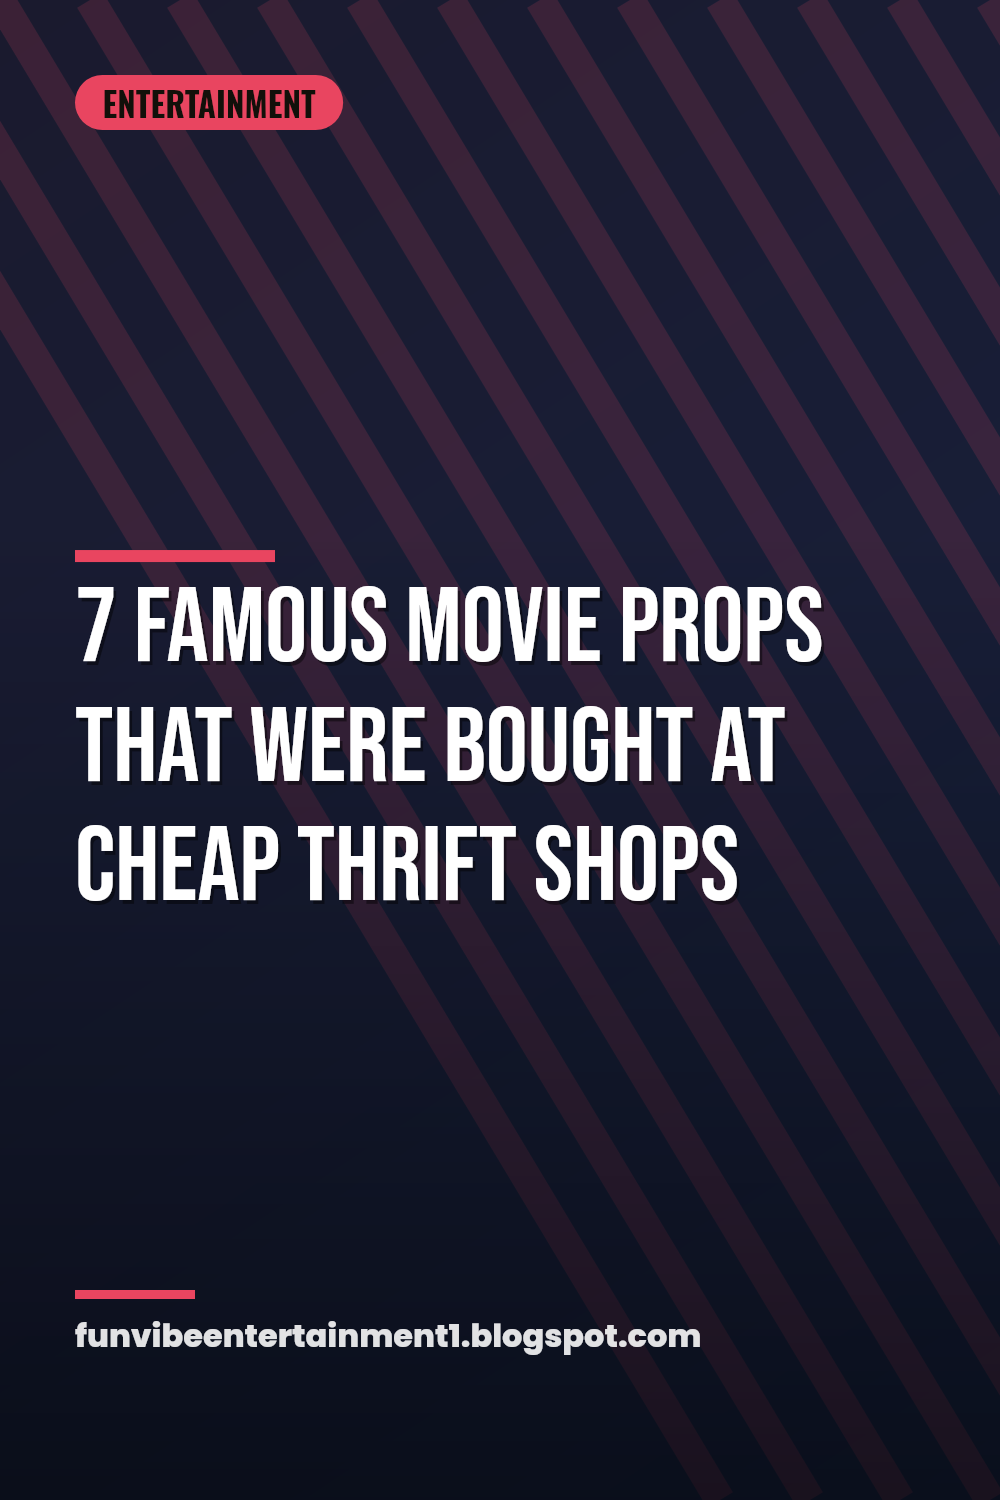 ENTERTAINMENT
7 FAMOUS MOVIE PROPS
THAT WERE BOUGHT AT
CHEAP THRIFT SHOPS
funvibeentertainment1.blogspot.com